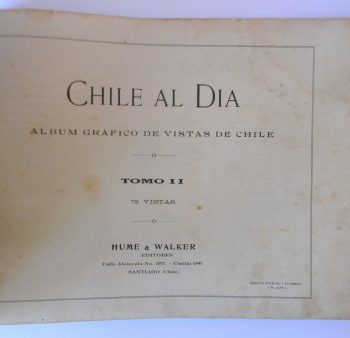 CHILE AL DIA
ALBUM GRÁFICO DE VISTAS DE CHILE
TOMO II
72 VISTAS
HUME & WALKER
EDITORES
SANTIAGO Chile.